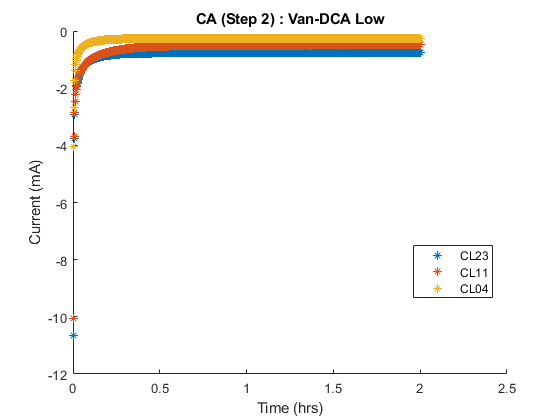 CA (Step 2) : Van-DCA Low
0
-2
-4
-6
-8
-10
-12
Current (mA)
CL23
CL11
CL04
0
0.5
1
1.5
2
2.5
Time (hrs)